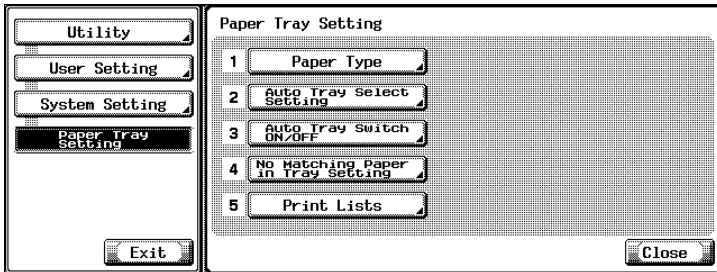 Utility
User Setting
System Setting
Paper Tray
Setting
Exit
Paper Tray Setting
1 Paper Type
2 Auto Tray Select
Setting
3 Auto Tray Switch
ON/OFF
4 No Matching Paper
in Tray Setting
5 Print Lists
Close